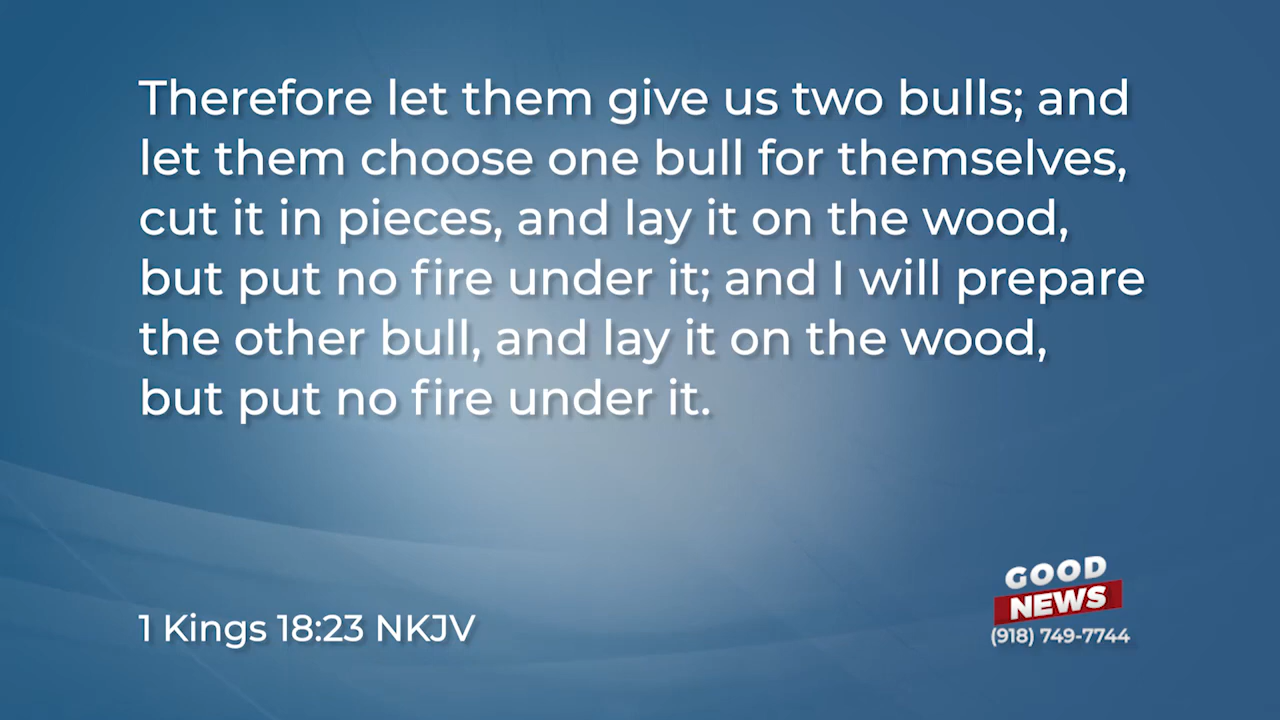 Therefore let them give us two bulls; and
let them choose one bull for themselves,
cut it in pieces, and lay it on the wood,
but put no fire under it; and I will prepare
the other bull, and lay it on the wood,
but put no fire under it.
1 Kings 18:23 NKJV
GOOD
NEWS
(918) 749-7744